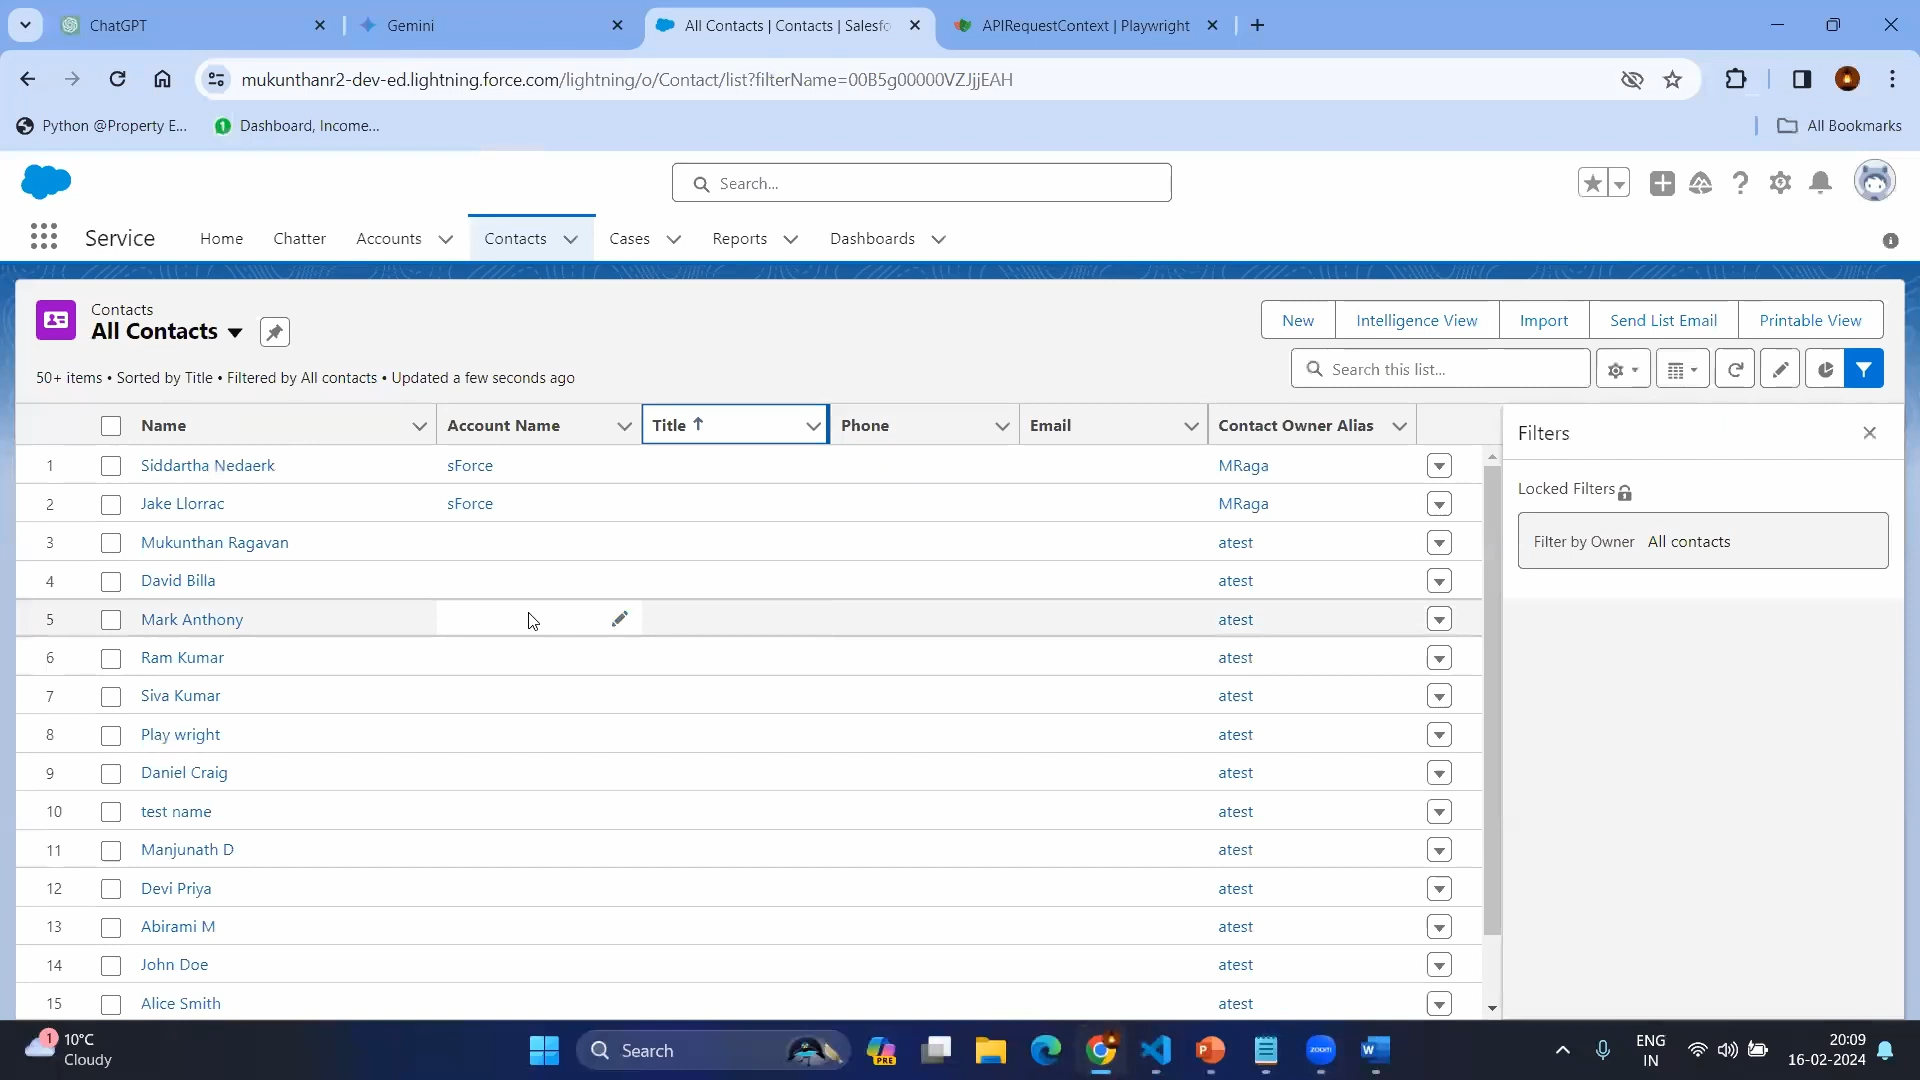 ChatGPT
Gemini
All Contacts | Contacts | Salesfo
APIRequestContext | Playwright
mukunthanr2-dev-ed.lightning.force.com/lightning/o/Contact/list?filterName=00B5g00000VZJjjEAH
Python @Property E...
Dashboard, Income...
All Bookmarks
Search...
Service
Home
Chatter
Accounts
Contacts
Cases
Reports
Dashboards
Contacts
All Contacts
New
Intelligence View
Import
Send List Email
Printable View
50+ items • Sorted by Title • Filtered by All contacts • Updated a few seconds ago
Search this list...
Name Account Name Title Phone Email Contact Owner Alias
1 Siddartha Nedaerk sForce MRaga
2 Jake Llorrac sForce MRaga
3 Mukunthan Ragavan atest
4 David Billa atest
5 Mark Anthony atest
6 Ram Kumar atest
7 Siva Kumar atest
8 Play wright atest
9 Daniel Craig atest
10 test name atest
11 Manjunath D atest
12 Devi Priya atest
13 Abirami M atest
14 John Doe atest
15 Alice Smith atest
Filters
Locked Filters
Filter by Owner All contacts
1
10°C
Cloudy
Search
PRE
zoom
ENG
IN
20:09
16-02-2024